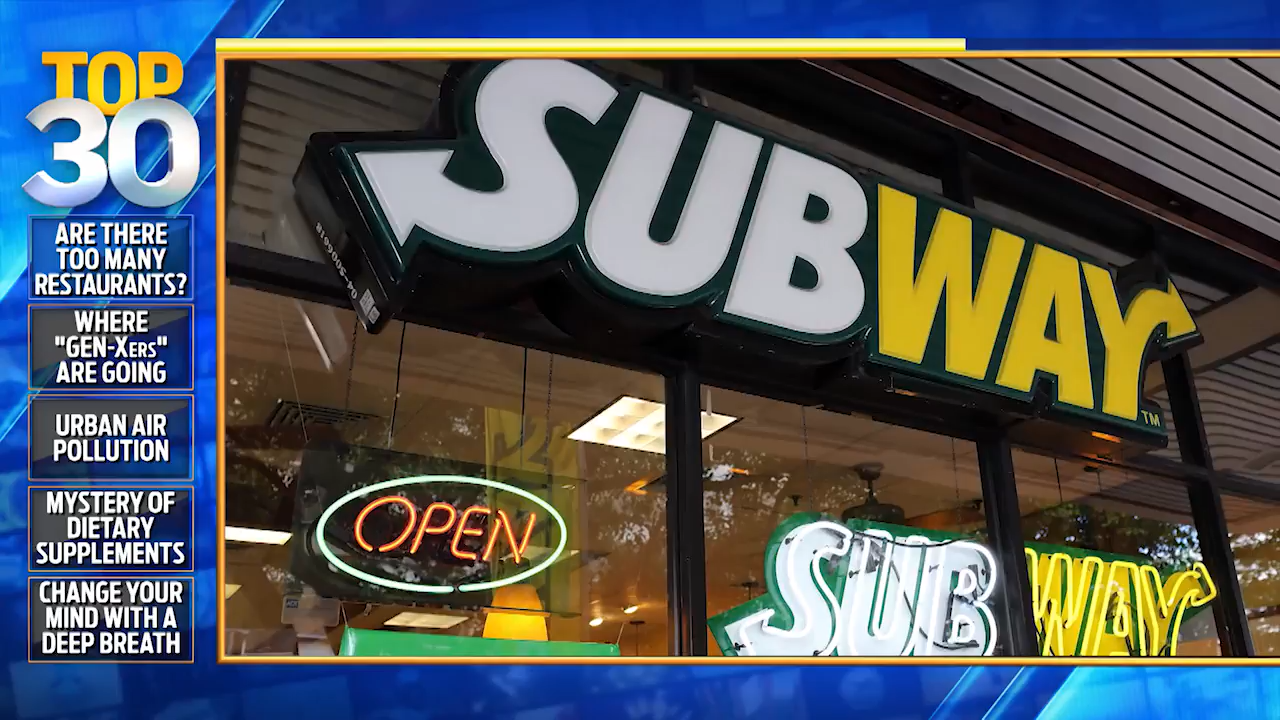 TOP
30
ARE THERE
TOO MANY
RESTAURANTS?
WHERE
"GEN-XERS"
ARE GOING
URBAN AIR
POLLUTION
MYSTERY OF
DIETARY
SUPPLEMENTS
CHANGE YOUR
MIND WITH A
DEEP BREATH
SUBWAY
TM
OPEN
SUBWAY